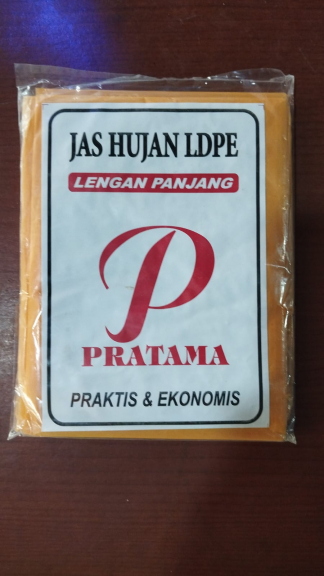 JAS HUJAN LDPE
LENGAN PANJANG
P
PRATAMA
PRAKTIS & EKONOMIS